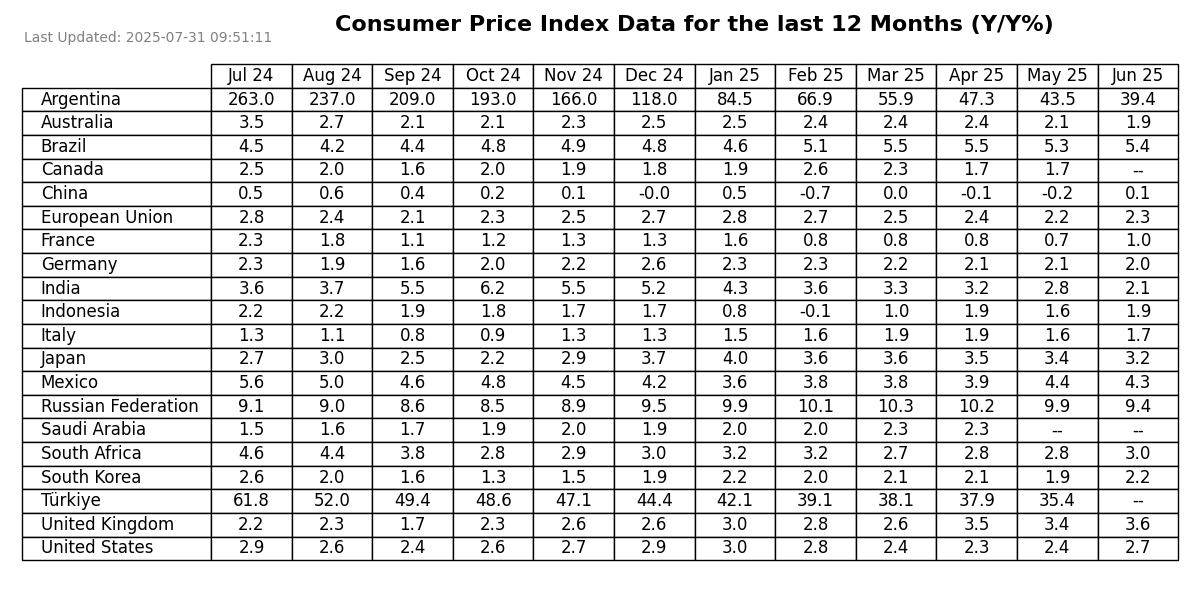 Consumer Price Index Data for the last 12 Months (Y/Y%)
Last Updated: 2025-07-31 09:51:11
Jul 24 Aug 24 Sep 24 Oct 24 Nov 24 Dec 24 Jan 25 Feb 25 Mar 25 Apr 25 May 25 Jun 25
Argentina 263.0 237.0 209.0 193.0 166.0 118.0 84.5 66.9 55.9 47.3 43.5 39.4
Australia 3.5 2.7 2.1 2.1 2.3 2.5 2.5 2.4 2.4 2.4 2.1 1.9
Brazil 4.5 4.2 4.4 4.8 4.9 4.8 4.6 5.1 5.5 5.5 5.3 5.4
Canada 2.5 2.0 1.6 2.0 1.9 1.8 1.9 2.6 2.3 1.7 1.7 --
China 0.5 0.6 0.4 0.2 0.1 -0.0 0.5 -0.7 0.0 -0.1 -0.2 0.1
European Union 2.8 2.4 2.1 2.3 2.5 2.7 2.8 2.7 2.5 2.4 2.2 2.3
France 2.3 1.8 1.1 1.2 1.3 1.3 1.6 0.8 0.8 0.8 0.7 1.0
Germany 2.3 1.9 1.6 2.0 2.2 2.6 2.3 2.3 2.2 2.1 2.1 2.0
India 3.6 3.7 5.5 6.2 5.5 5.2 4.3 3.6 3.3 3.2 2.8 2.1
Indonesia 2.2 2.2 1.9 1.8 1.7 1.7 0.8 -0.1 1.0 1.9 1.6 1.9
Italy 1.3 1.1 0.8 0.9 1.3 1.3 1.5 1.6 1.9 1.9 1.6 1.7
Japan 2.7 3.0 2.5 2.2 2.9 3.7 4.0 3.6 3.6 3.5 3.4 3.2
Mexico 5.6 5.0 4.6 4.8 4.5 4.2 3.6 3.8 3.8 3.9 4.4 4.3
Russian Federation 9.1 9.0 8.6 8.5 8.9 9.5 9.9 10.1 10.3 10.2 9.9 9.4
Saudi Arabia 1.5 1.6 1.7 1.9 2.0 1.9 2.0 2.0 2.3 2.3 -- --
South Africa 4.6 4.4 3.8 2.8 2.9 3.0 3.2 3.2 2.7 2.8 2.8 3.0
South Korea 2.6 2.0 1.6 1.3 1.5 1.9 2.2 2.0 2.1 2.1 1.9 2.2
Türkiye 61.8 52.0 49.4 48.6 47.1 44.4 42.1 39.1 38.1 37.9 35.4 --
United Kingdom 2.2 2.3 1.7 2.3 2.6 2.6 3.0 2.8 2.6 3.5 3.4 3.6
United States 2.9 2.6 2.4 2.6 2.7 2.9 3.0 2.8 2.4 2.3 2.4 2.7